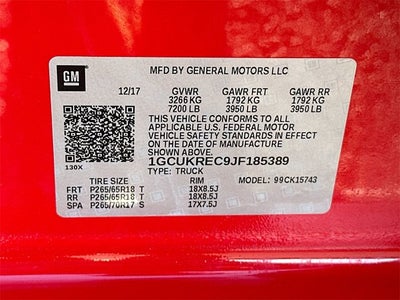 GM
MFD BY GENERAL MOTORS LLC
12/17 GVWR GAWR FRT GAWR RR
3266 KG 1792 KG 1792 KG
7200 LB 3950 LB 3950 LB
THIS VEHICLE CONFORMS TO ALL
APPLICABLE U.S. FEDERAL MOTOR
VEHICLE SAFETY STANDARDS IN EFFECT
ON THE DATE OF MANUFACTURE
SHOWN ABOVE.
1GCUKREC9JF185389
130X TYPE: TRUCK
TIRE SIZE RIM MODEL: 99CK15743
FRT P265/65R18 T 18X8.5J
RR P265/65R18 T 18X8.5J
SPA P265/70R17 S 17X7.5J